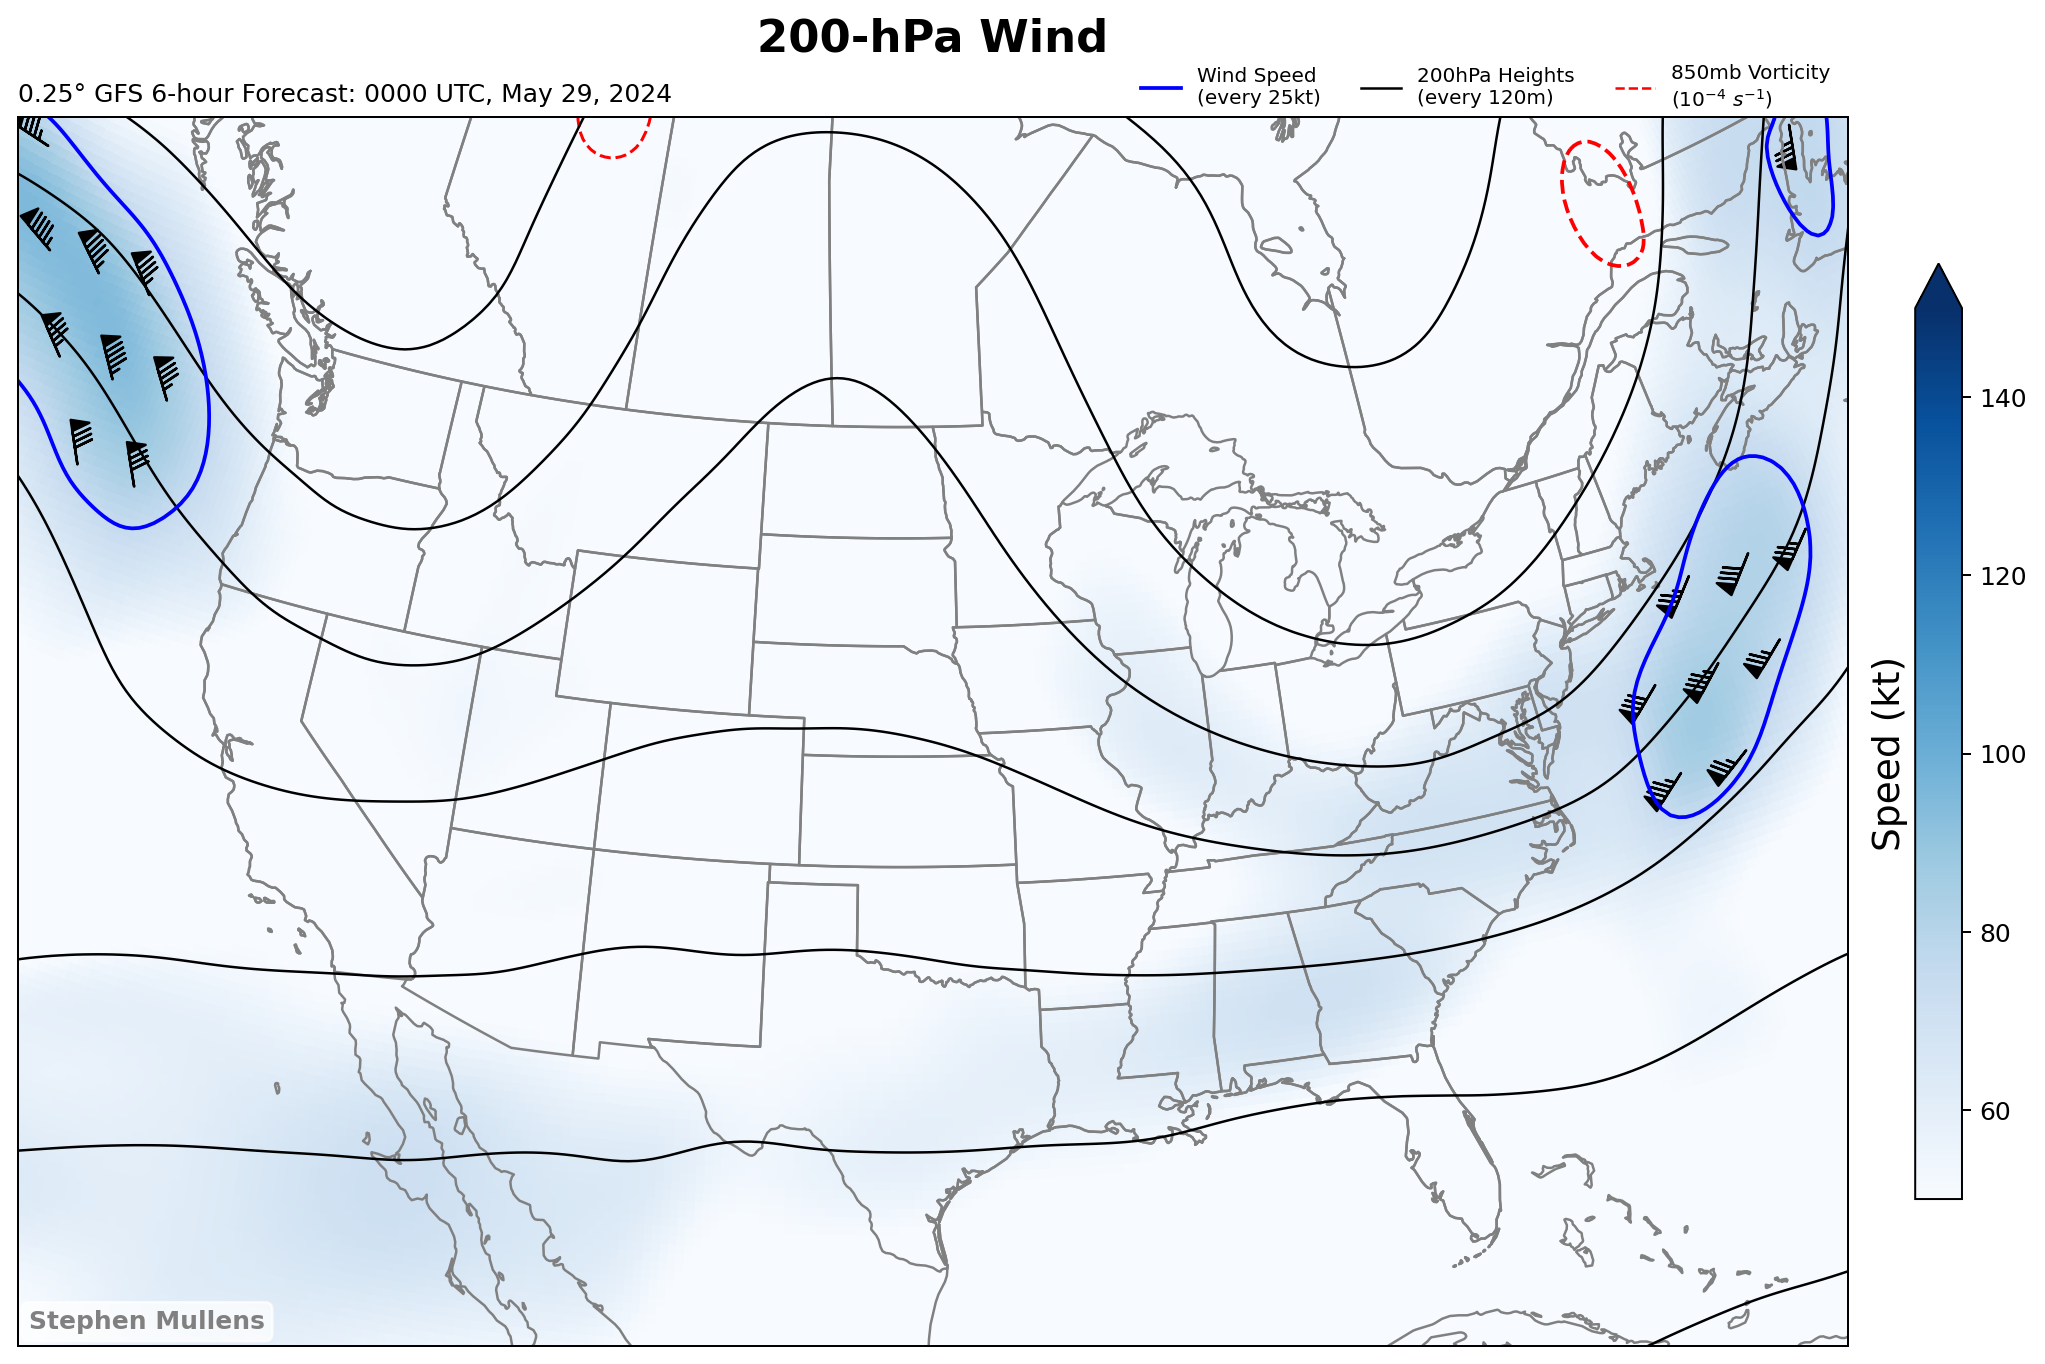 200-hPa Wind
0.25° GFS 6-hour Forecast: 0000 UTC, May 29, 2024
Wind Speed
(every 25kt)
200hPa Heights
(every 120m)
850mb Vorticity
(10⁻⁴ s⁻¹)
140
120
100
80
60
Speed (kt)
Stephen Mullens